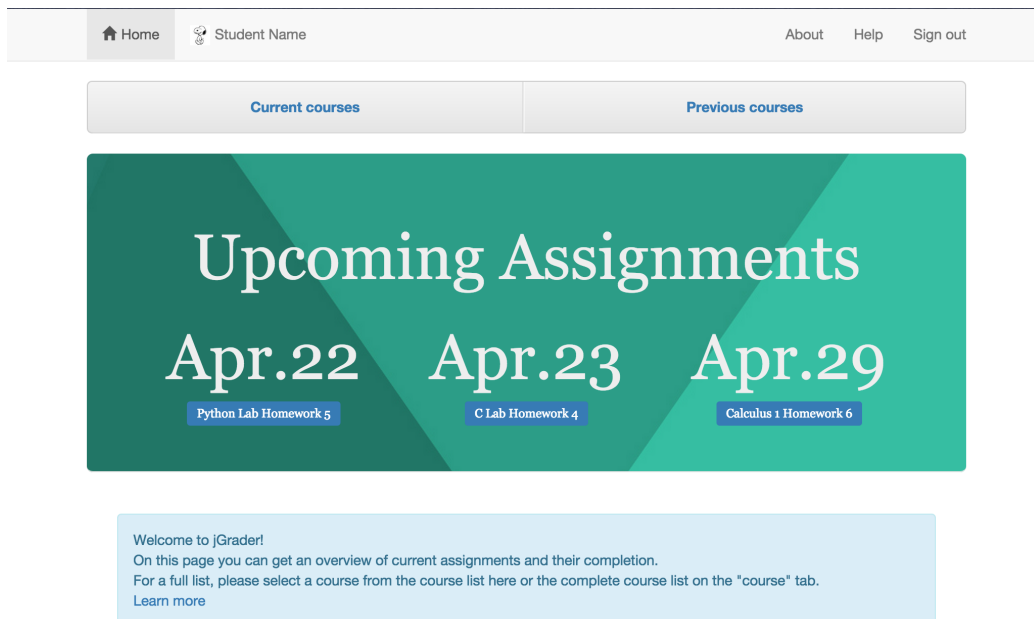 Home Student Name About Help Sign out
Current courses Previous courses
Upcoming Assignments
Apr.22 Apr.23 Apr.29
Python Lab Homework 5 C Lab Homework 4 Calculus 1 Homework 6
Welcome to jGrader!
On this page you can get an overview of current assignments and their completion.
For a full list, please select a course from the course list here or the complete course list on the "course" tab.
Learn more